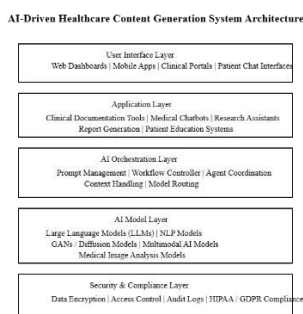 AI-Driven Healthcare Content Generation System Architecture
User Interface Layer
Web Dashboards | Mobile Apps | Clinical Portals | Patient Chat Interfaces
Application Layer
Clinical Documentation Tools | Medical Chatbots | Research Assistants
Report Generation | Patient Education Systems
AI Orchestration Layer
Prompt Management | Workflow Controller | Agent Coordination
Context Handling | Model Routing
AI Model Layer
Large Language Models (LLMs) | NLP Models
GANs / Diffusion Models | Multimodal AI Models
Medical Image Analysis Models
Security & Compliance Layer
Data Encryption | Access Control | Audit Logs | HIPAA / GDPR Compliance